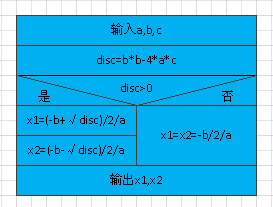 输入a,b,c
disc=b*b-4*a*c
disc>0
是
否
x1=(-b+√disc)/2/a
x2=(-b-√disc)/2/a
x1=x2=-b/2/a
输出x1,x2